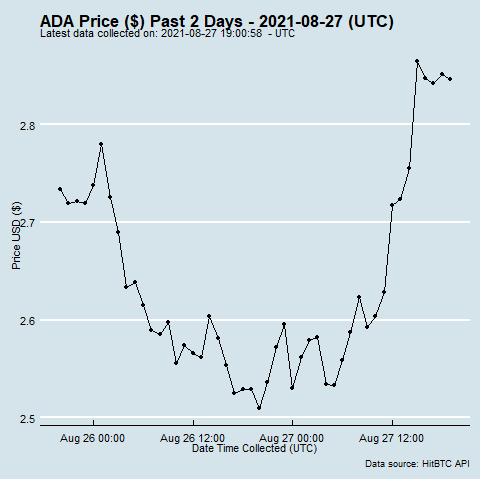 ADA Price ($) Past 2 Days - 2021-08-27 (UTC)
Latest data collected on: 2021-08-27 19:00:58 - UTC
2.8
2.7
2.6
2.5
Price USD ($)
Aug 26 00:00 Aug 26 12:00 Aug 27 00:00 Aug 27 12:00
Date Time Collected (UTC)
Data source: HitBTC API